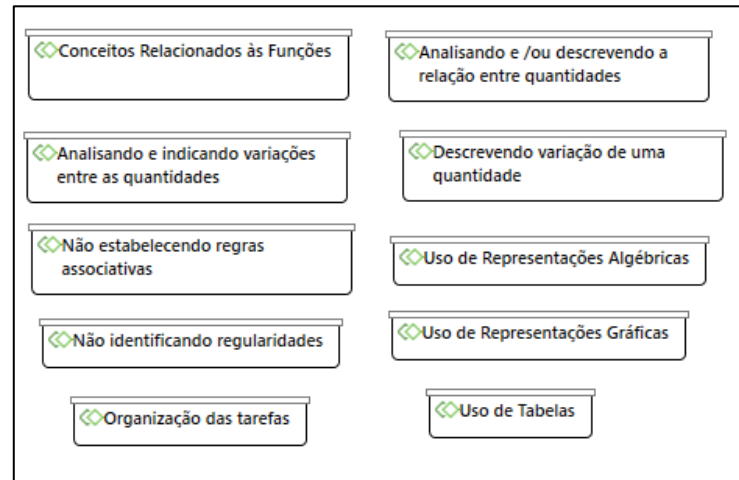 Conceitos Relacionados às Funções
Analisando e /ou descrevendo a
relação entre quantidades
Analisando e indicando variações
entre as quantidades
Descrevendo variação de uma
quantidade
Não estabelecendo regras
associativas
Uso de Representações Algébricas
Não identificando regularidades
Uso de Representações Gráficas
Organização das tarefas
Uso de Tabelas